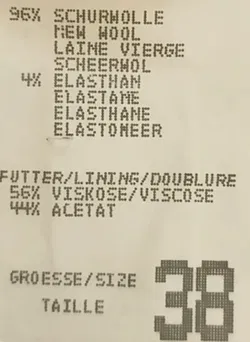 96% SCHURWOLLE
NEW WOOL
LAINE VIERGE
SCHEERWOL
4% ELASTHAN
ELASTANE
ELASTHANE
ELASTOMEER
FUTTER/LINING/DOUBLURE
56% VISKOSE/VISCOSE
44% ACETAT
GROESSE/SIZE
TAILLE
38